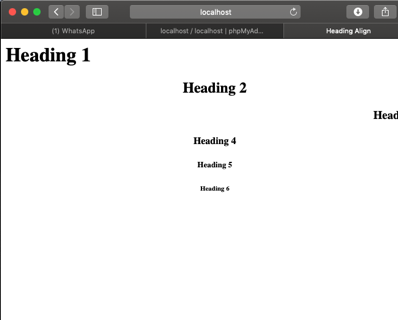 localhost
(1) WhatsApp
localhost / localhost | phpMyAd...
Heading Align
Heading 1
Heading 2
Head
Heading 4
Heading 5
Heading 6